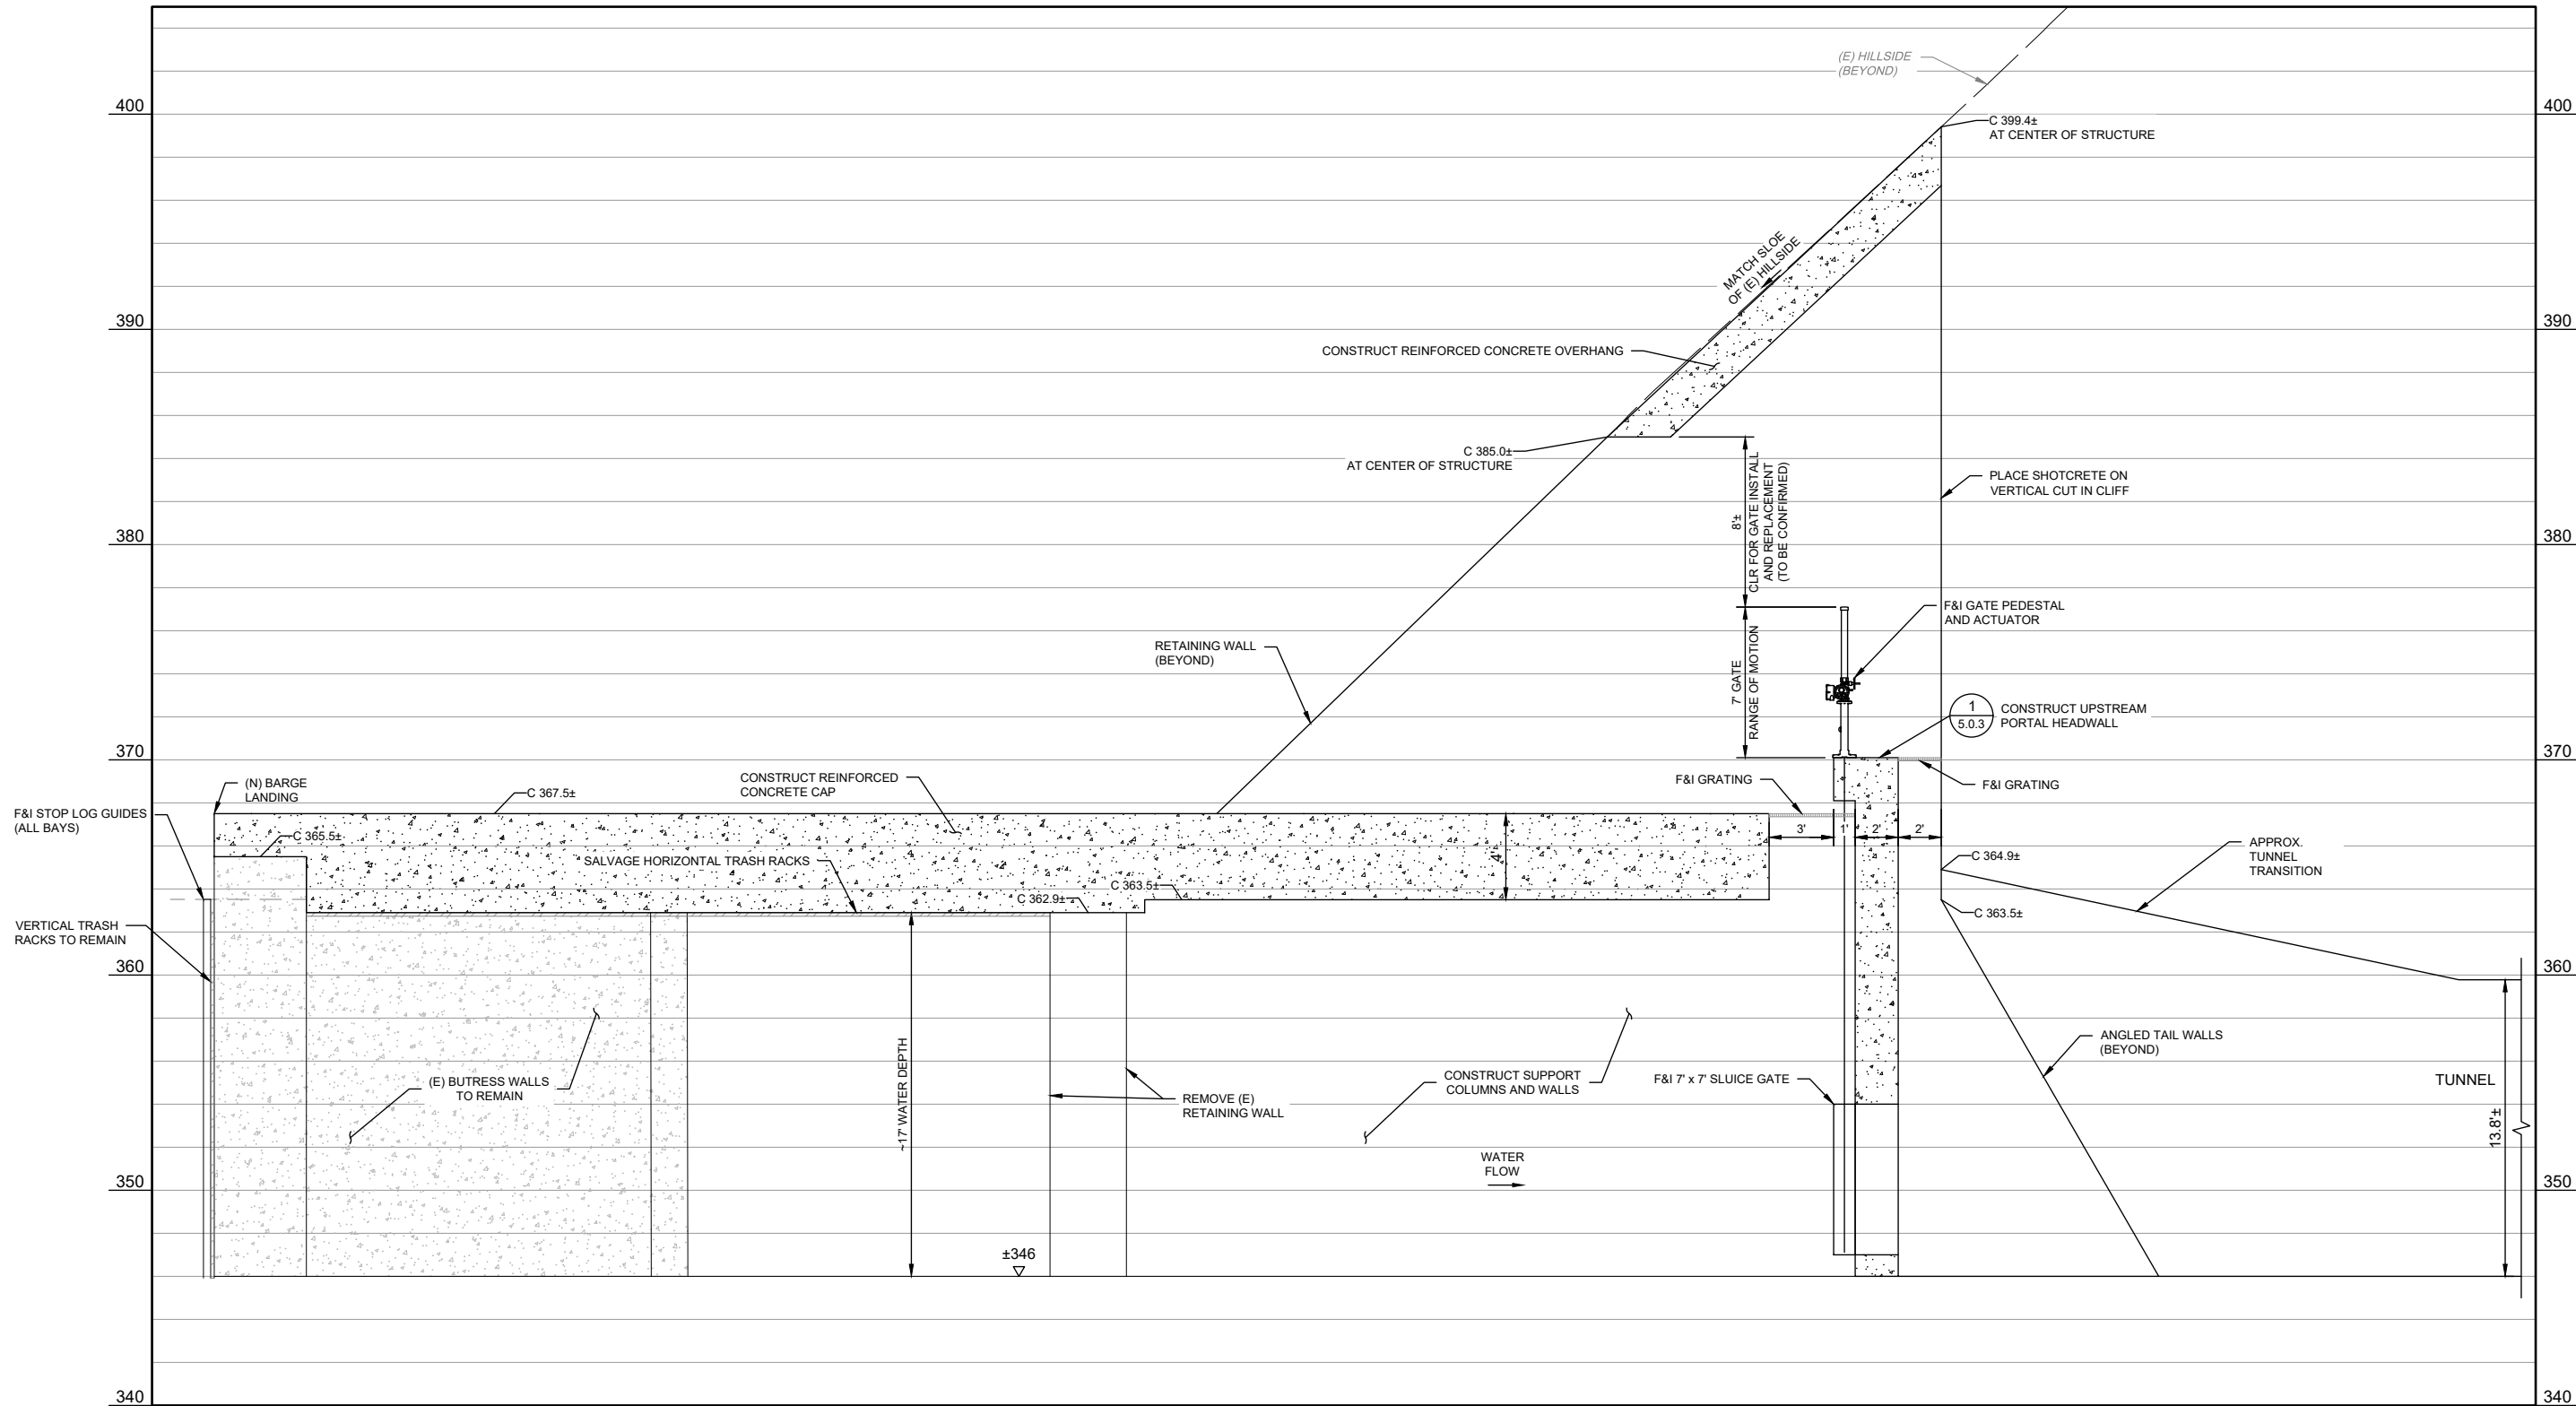 (E) HILLSIDE
(BEYOND)
400
400
C 399.4±
AT CENTER OF STRUCTURE
MATCH SLOE
OF (E) HILLSIDE
390
390
CONSTRUCT REINFORCED CONCRETE OVERHANG
C 385.0±
AT CENTER OF STRUCTURE
8'±
CLR FOR GATE INSTALL
AND REPLACEMENT
(TO BE CONFIRMED)
PLACE SHOTCRETE ON
VERTICAL CUT IN CLIFF
380
380
F&I GATE PEDESTAL
AND ACTUATOR
RETAINING WALL
(BEYOND)
7' GATE
RANGE OF MOTION
1
5.0.3
CONSTRUCT UPSTREAM
PORTAL HEADWALL
370
370
(N) BARGE
LANDING
CONSTRUCT REINFORCED
CONCRETE CAP
F&I GRATING
F&I GRATING
C 367.5±
F&I STOP LOG GUIDES
(ALL BAYS)
C 365.5±
3'
1'
2'
2'
4'
SALVAGE HORIZONTAL TRASH RACKS
APPROX.
TUNNEL
TRANSITION
C 364.9±
C 363.5±
C 362.9±
C 363.5±
VERTICAL TRASH
RACKS TO REMAIN
360
360
~17' WATER DEPTH
(E) BUTRESS WALLS
TO REMAIN
REMOVE (E)
RETAINING WALL
CONSTRUCT SUPPORT
COLUMNS AND WALLS
F&I 7' x 7' SLUICE GATE
ANGLED TAIL WALLS
(BEYOND)
TUNNEL
13.8'±
WATER
FLOW
350
350
±346
340
340